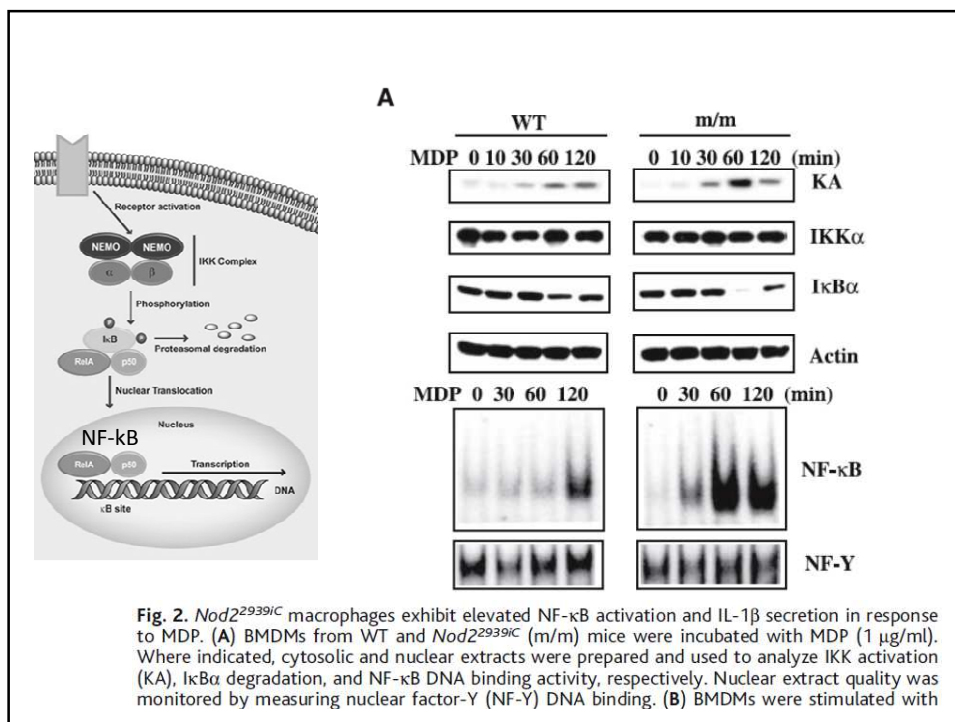 A
WT
m/m
MDP 0 10 30 60 120
0 10 30 60 120 (min)
KA
IKKα
IκBα
Actin
MDP 0 30 60 120
0 30 60 120 (min)
NF-κB
NF-Y
Receptor activation
NEMO NEMO
α β
IKK Complex
Phosphorylation
IκB
RelA p50
Proteasomal degradation
Nuclear Translocation
Nucleus
NF-kB
RelA p50
Transcription
DNA
κB site
Fig. 2. Nod2²⁹³⁹ⁱᶜ macrophages exhibit elevated NF-κB activation and IL-1β secretion in response
to MDP. (A) BMDMs from WT and Nod2²⁹³⁹ⁱᶜ (m/m) mice were incubated with MDP (1 μg/ml).
Where indicated, cytosolic and nuclear extracts were prepared and used to analyze IKK activation
(KA), IκBα degradation, and NF-κB DNA binding activity, respectively. Nuclear extract quality was
monitored by measuring nuclear factor-Y (NF-Y) DNA binding. (B) BMDMs were stimulated with